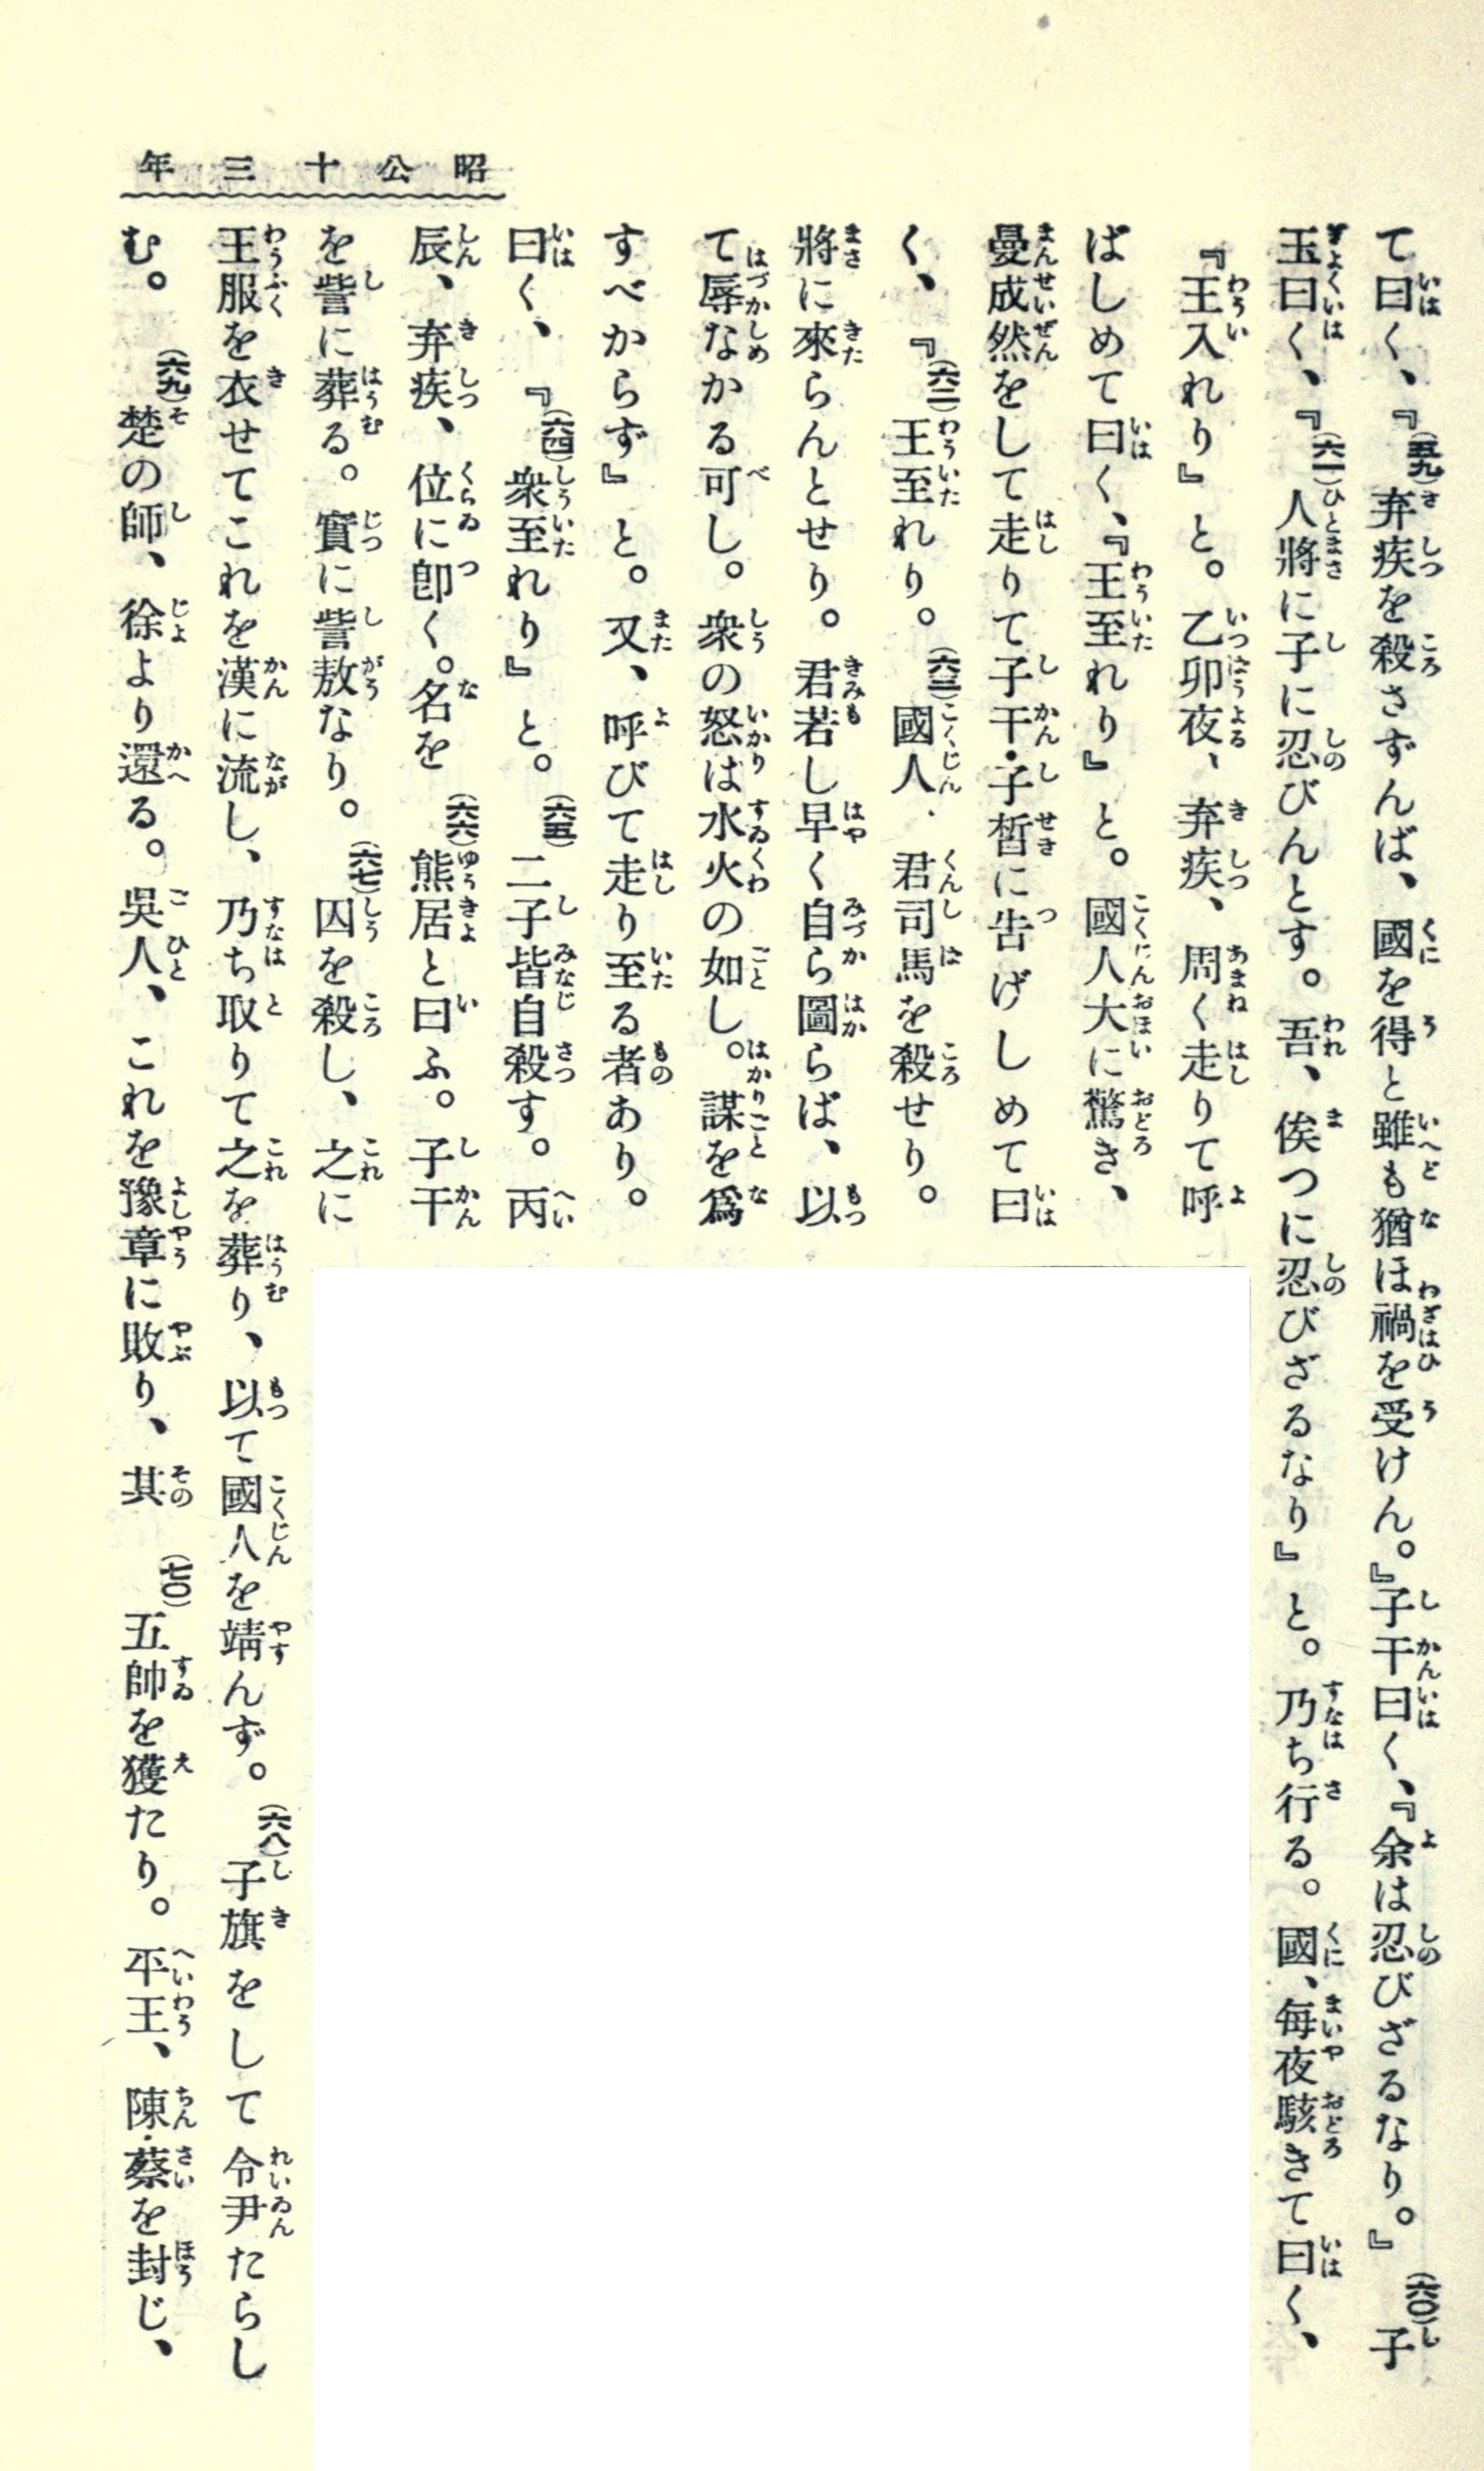 昭公十三年
て曰く、『(五九)弃疾を殺さずんば、國を得と雖も猶ほ禍を受けん。』子干曰く、『余は忍びざるなり。』(六〇)子
玉曰く、『(六一)人將に子に忍びんとす。吾、俟つに忍びざるなり』と。乃ち行る。國、每夜駭きて曰く、
『王入れり』と。乙卯夜、弃疾、周く走りて呼
ばしめて曰く、『王至れり』と。國人大に驚き、
曼成然をして走りて子干・子皙に吿げしめて曰
く、『(六二)王至れり。(六三)國人・君司馬を殺せり。
將に來らんとせり。君若し早く自ら圖らば、以
て辱なかる可し。衆の怒は水火の如し。謀を爲
すべからず』と。又、呼びて走り至る者あり。
曰く、『(六四)衆至れり』と。(六五)二子皆自殺す。丙
辰、弃疾、位に卽く。名を(六六)熊居と曰ふ。子干
を訾に葬る。實に訾敖なり。(六七)囚を殺し、之に
王服を衣せてこれを漢に流し、乃ち取りて之を葬り、以て國人を靖んず。(六八)子旗をして令尹たらし
む。(六九)楚の師、徐より還る。吳人、これを豫章に敗り、其(七〇)五帥を獲たり。平王、陳・蔡を封じ、